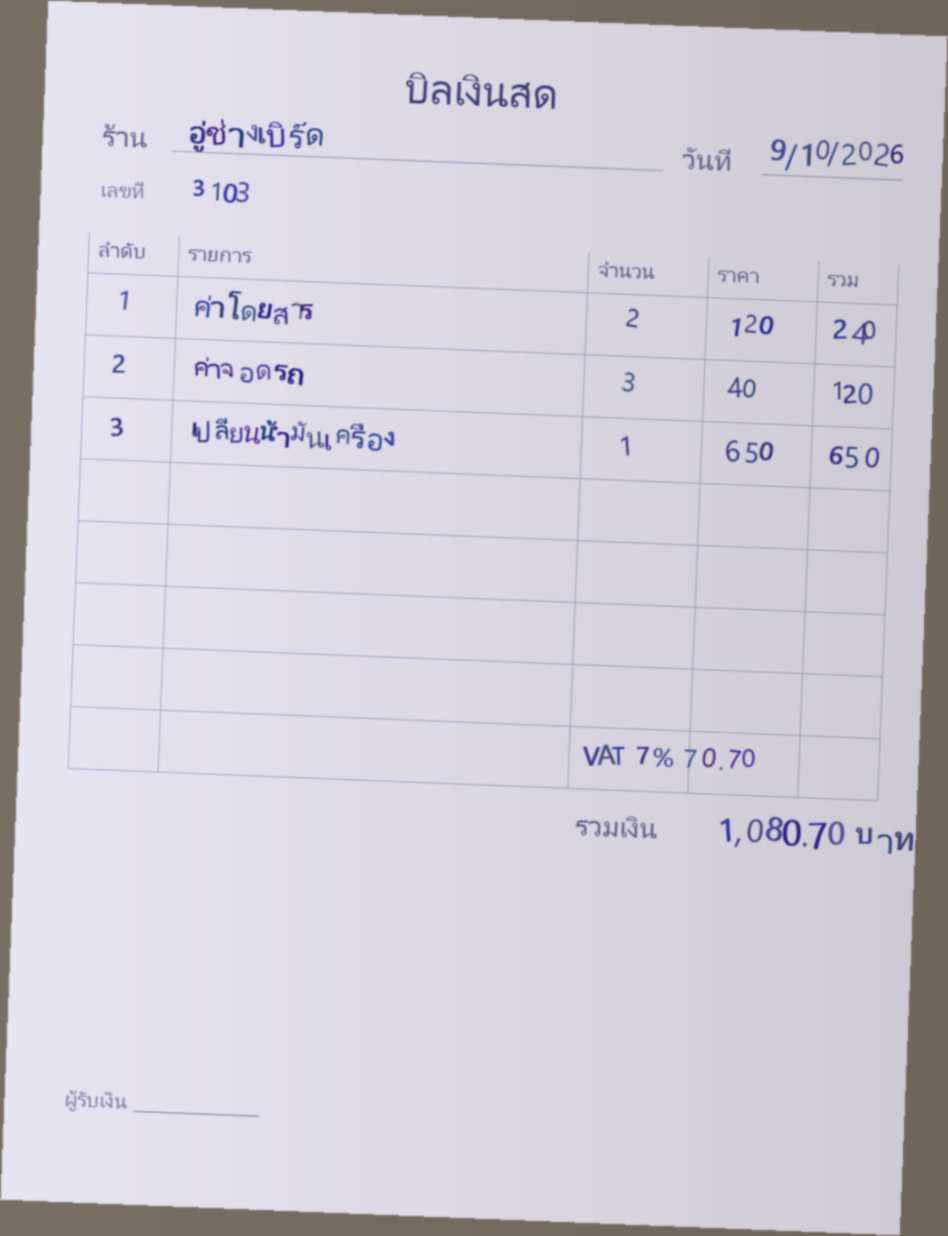 บิลเงินสด
ร้าน อู่ช่างเบิร์ด วันที่ 9/10/2026
เลขที่ 3103
ลำดับ รายการ จำนวน ราคา รวม
1 ค่าโดยสาร 2 120 240
2 ค่าจอดรถ 3 40 120
3 เปลี่ยนน้ำมันเครื่อง 1 650 650
VAT 7% 70.70
รวมเงิน 1,080.70 บาท
ผู้รับเงิน